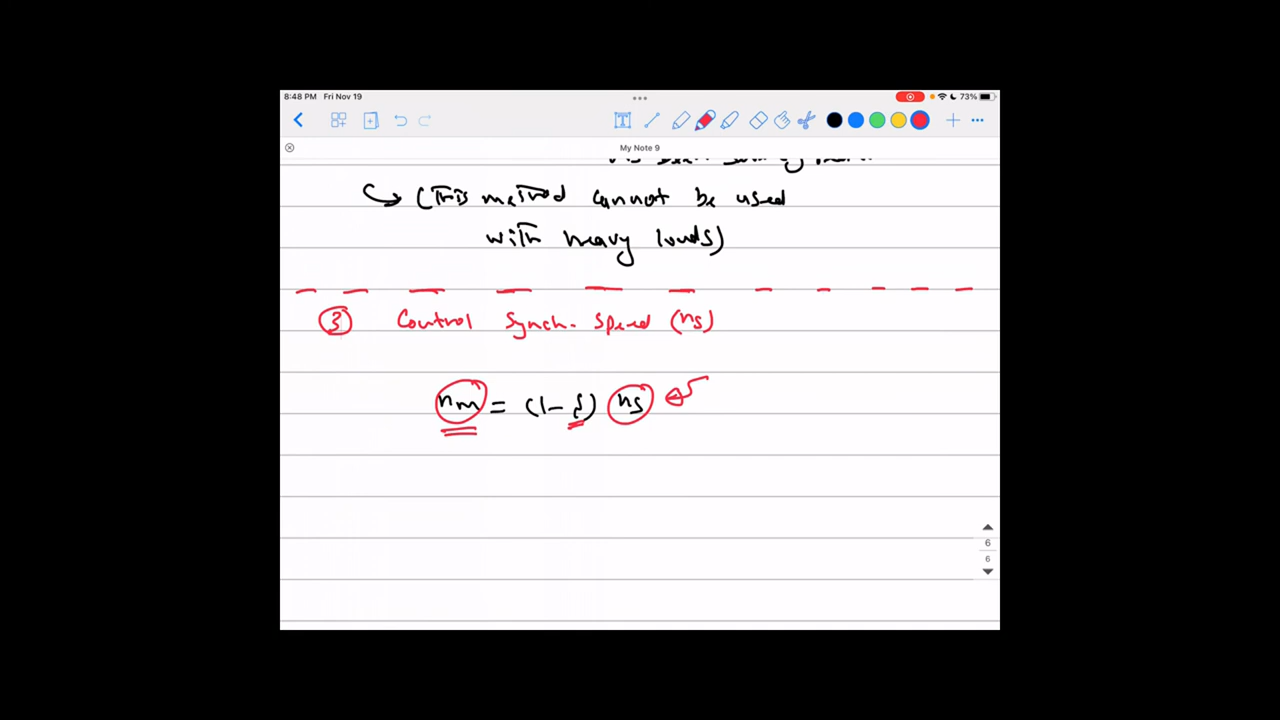 8:48 PM Fri Nov 19
73%
My Note 9
(This method cannot be used
with heavy loads)
③ Control Synch. Speed (ns)
nm = (1-s) ns
6
6